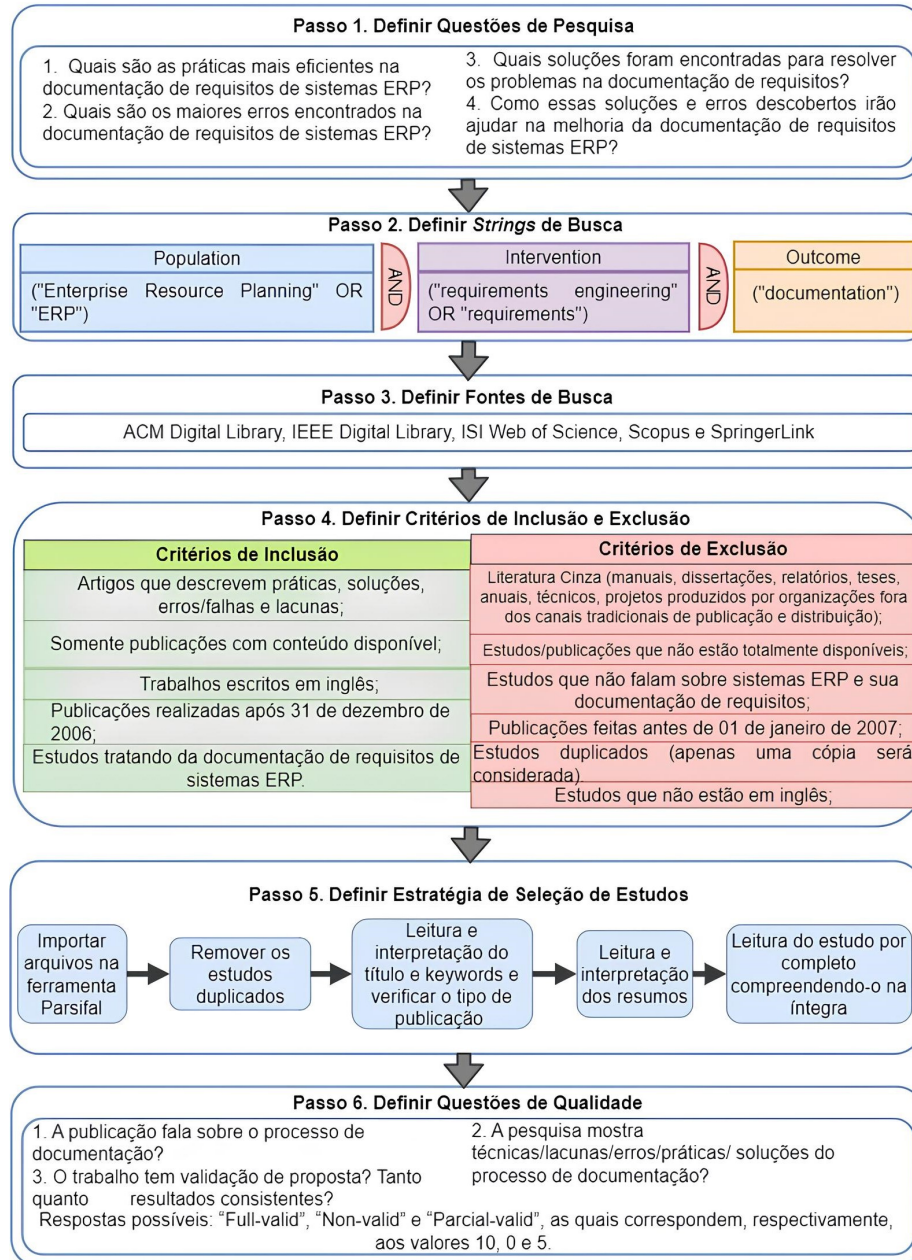 Passo 1. Definir Questões de Pesquisa
1. Quais são as práticas mais eficientes na
documentação de requisitos de sistemas ERP?
2. Quais são os maiores erros encontrados na
documentação de requisitos de sistemas ERP?
3. Quais soluções foram encontradas para resolver
os problemas na documentação de requisitos?
4. Como essas soluções e erros descobertos irão
ajudar na melhoria da documentação de requisitos
de sistemas ERP?
Passo 2. Definir Strings de Busca
Population
("Enterprise Resource Planning" OR
"ERP")
AND
Intervention
("requirements engineering"
OR "requirements")
AND
Outcome
("documentation")
Passo 3. Definir Fontes de Busca
ACM Digital Library, IEEE Digital Library, ISI Web of Science, Scopus e SpringerLink
Passo 4. Definir Critérios de Inclusão e Exclusão
Critérios de Inclusão
Artigos que descrevem práticas, soluções,
erros/falhas e lacunas;
Somente publicações com conteúdo disponível;
Trabalhos escritos em inglês;
Publicações realizadas após 31 de dezembro de
2006;
Estudos tratando da documentação de requisitos de
sistemas ERP.
Critérios de Exclusão
Literatura Cinza (manuais, dissertações, relatórios, teses,
anuais, técnicos, projetos produzidos por organizações fora
dos canais tradicionais de publicação e distribuição);
Estudos/publicações que não estão totalmente disponíveis;
Estudos que não falam sobre sistemas ERP e sua
documentação de requisitos;
Publicações feitas antes de 01 de janeiro de 2007;
Estudos duplicados (apenas uma cópia será
considerada)
Estudos que não estão em inglês;
Passo 5. Definir Estratégia de Seleção de Estudos
Importar
arquivos na
ferramenta
Parsifal
Remover os
estudos
duplicados
Leitura e
interpretação do
título e keywords e
verificar o tipo de
publicação
Leitura e
interpretação
dos resumos
Leitura do estudo por
completo
compreendendo-o na
íntegra
Passo 6. Definir Questões de Qualidade
1. A publicação fala sobre o processo de
documentação?
2. A pesquisa mostra
técnicas/lacunas/erros/práticas/ soluções do
processo de documentação?
3. O trabalho tem validação de proposta? Tanto
quanto resultados consistentes?
Respostas possíveis: “Full-valid”, “Non-valid” e “Parcial-valid”, as quais correspondem, respectivamente,
aos valores 10, 0 e 5.